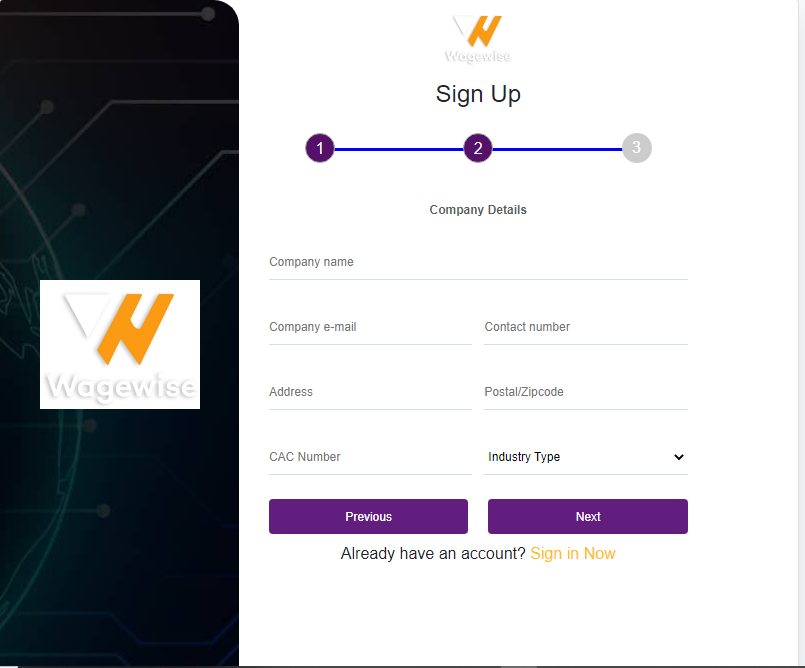 Wagewise
Sign Up
1 2 3
Company Details
Company name
Company e-mail Contact number
Address Postal/Zipcode
CAC Number Industry Type
Previous Next
Already have an account? Sign in Now
Wagewise